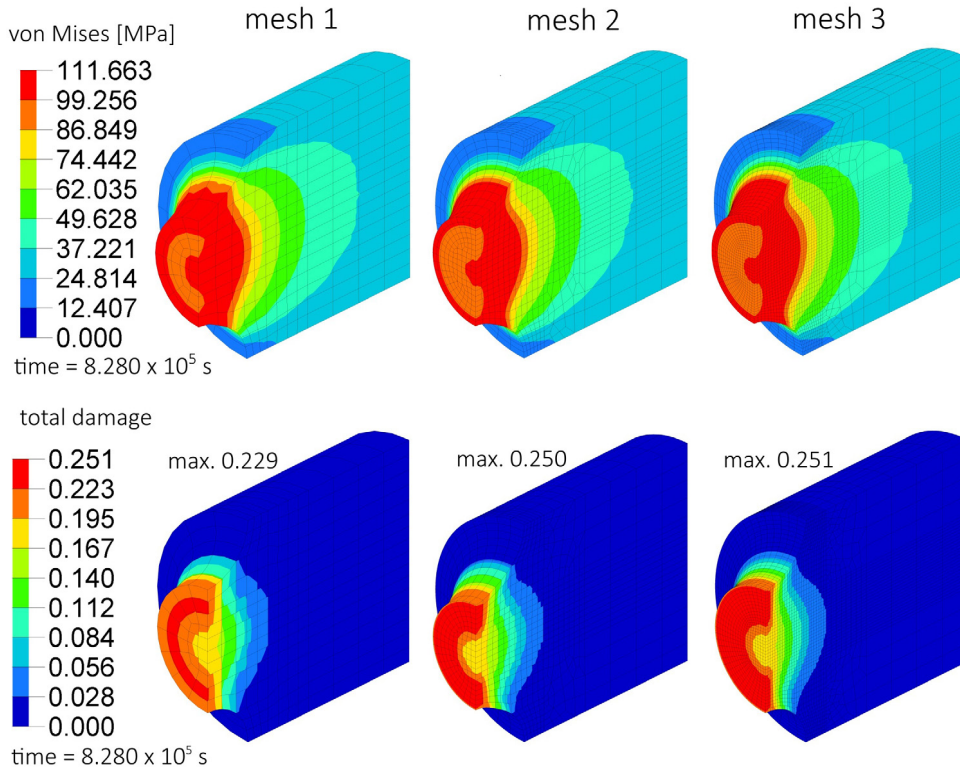 mesh 1
mesh 2
mesh 3
von Mises [MPa]
111.663
99.256
86.849
74.442
62.035
49.628
37.221
24.814
12.407
0.000
time = 8.280 x 10⁵ s
total damage
0.251
0.223
0.195
0.167
0.140
0.112
0.084
0.056
0.028
0.000
time = 8.280 x 10⁵ s
max. 0.229
max. 0.250
max. 0.251